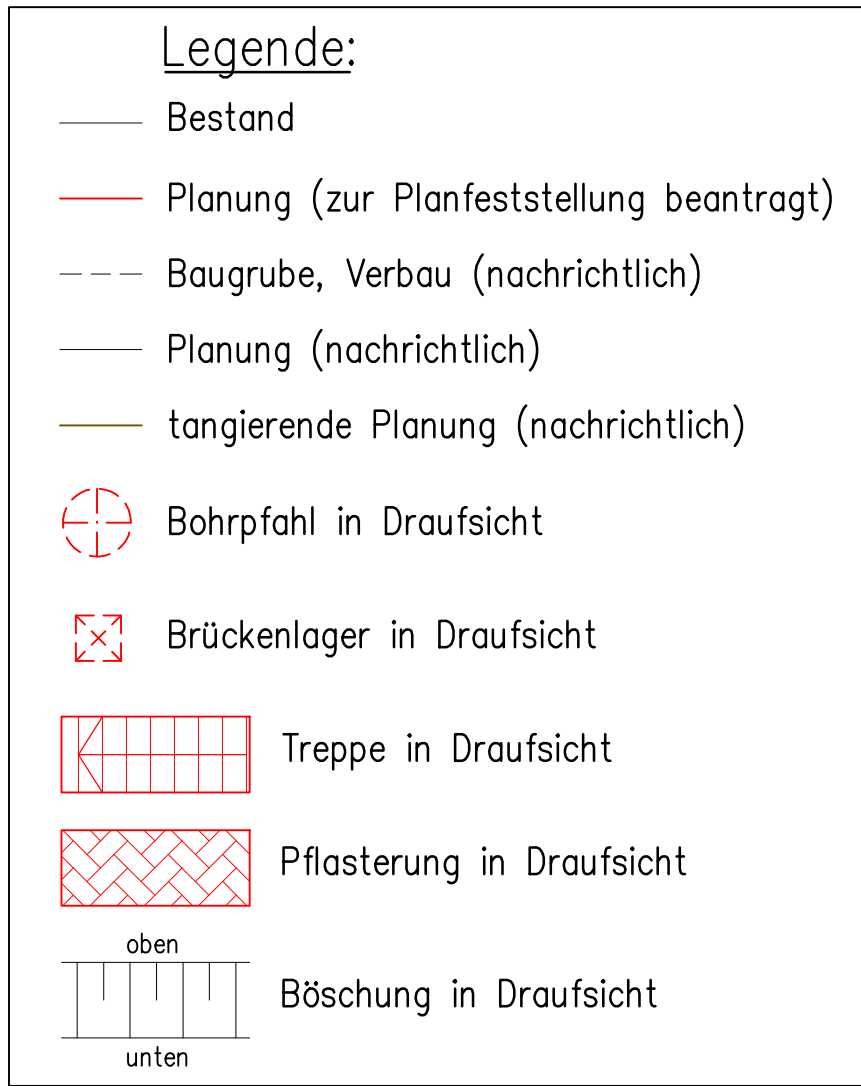 Legende:
Bestand
Planung (zur Planfeststellung beantragt)
Baugrube, Verbau (nachrichtlich)
Planung (nachrichtlich)
tangierende Planung (nachrichtlich)
Bohrpfahl in Draufsicht
Brückenlager in Draufsicht
Treppe in Draufsicht
Pflasterung in Draufsicht
oben
Böschung in Draufsicht
unten